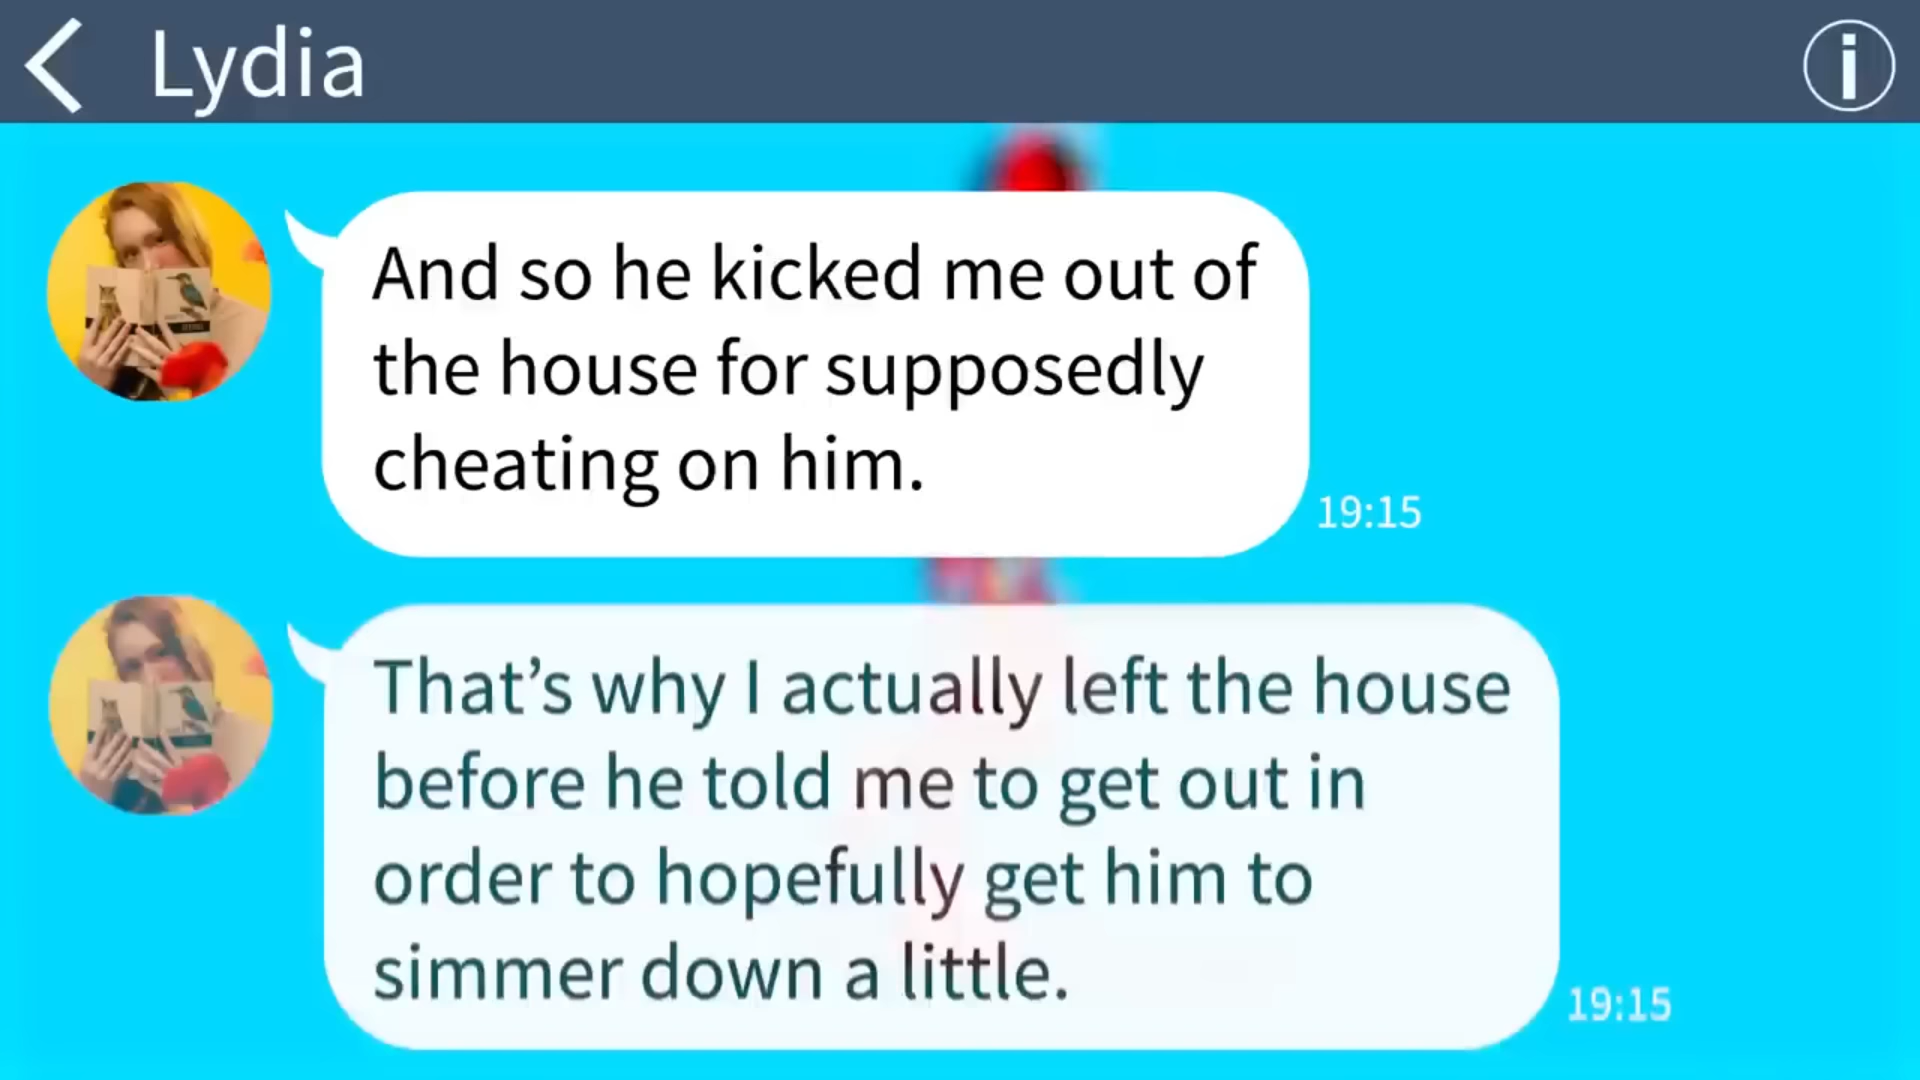 Lydia
And so he kicked me out of
the house for supposedly
cheating on him.
19:15
That’s why I actually left the house
before he told me to get out in
order to hopefully get him to
simmer down a little.
19:15